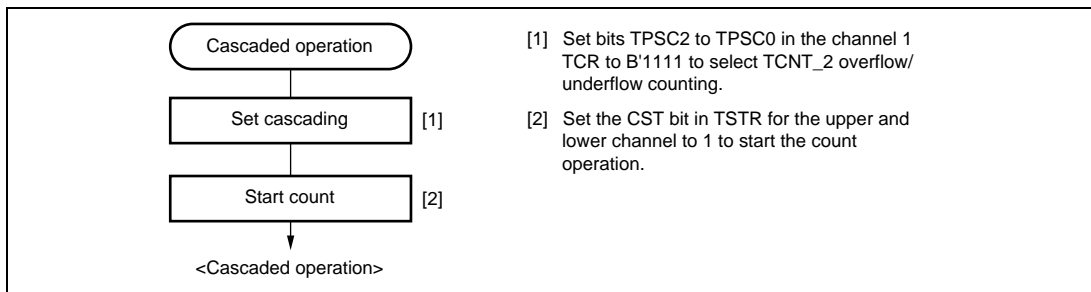 Cascaded operation
Set cascading
[1]
Start count
[2]
<Cascaded operation>
[1] Set bits TPSC2 to TPSC0 in the channel 1
TCR to B'1111 to select TCNT_2 overflow/
underflow counting.
[2] Set the CST bit in TSTR for the upper and
lower channel to 1 to start the count
operation.